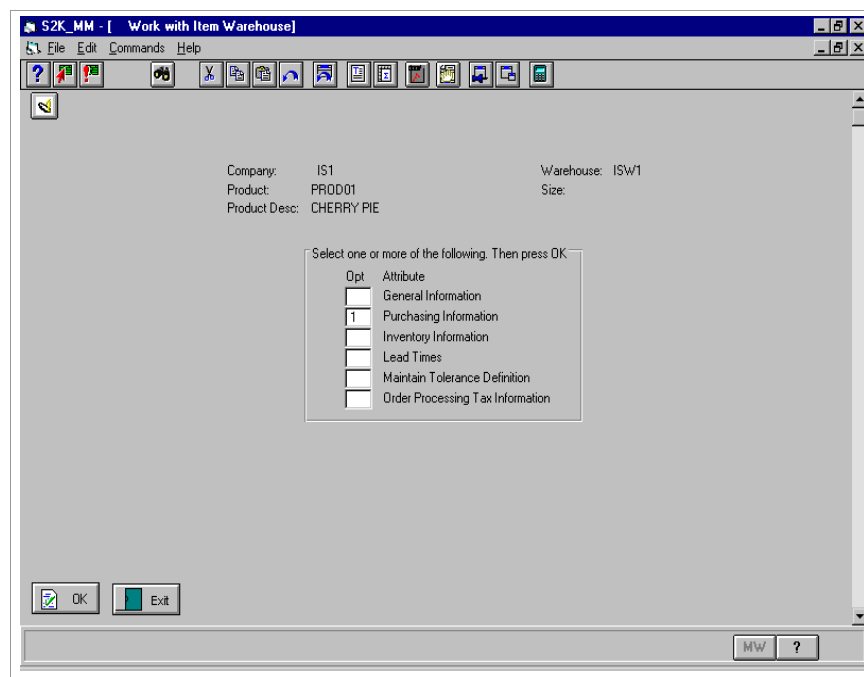 S2K_MM - [ Work with Item Warehouse]
File Edit Commands Help
Company: IS1 Warehouse: ISW1
Product: PROD01 Size:
Product Desc: CHERRY PIE
Select one or more of the following. Then press OK
Opt Attribute
General Information
1 Purchasing Information
Inventory Information
Lead Times
Maintain Tolerance Definition
Order Processing Tax Information
OK Exit
MW ?